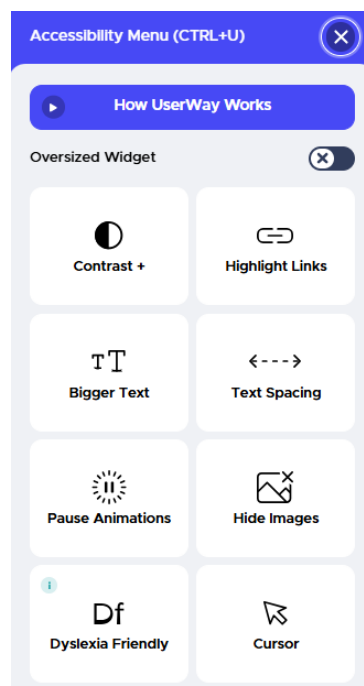 Accessibility Menu (CTRL+U)
How UserWay Works
Oversized Widget
Contrast +
Highlight Links
TT
Bigger Text
Text Spacing
Pause Animations
Hide Images
i
Df
Dyslexia Friendly
Cursor